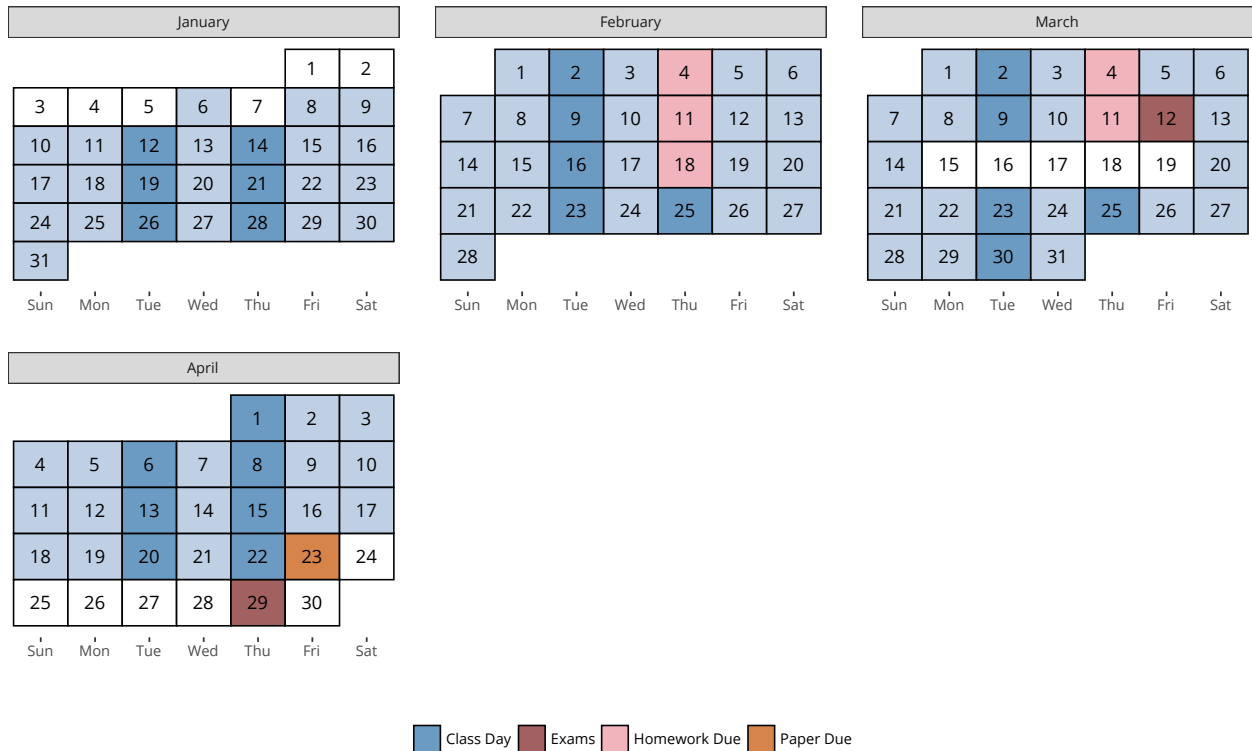 January
1 2
3 4 5 6 7 8 9
10 11 12 13 14 15 16
17 18 19 20 21 22 23
24 25 26 27 28 29 30
31
Sun Mon Tue Wed Thu Fri Sat
February
1 2 3 4 5 6
7 8 9 10 11 12 13
14 15 16 17 18 19 20
21 22 23 24 25 26 27
28
Sun Mon Tue Wed Thu Fri Sat
March
1 2 3 4 5 6
7 8 9 10 11 12 13
14 15 16 17 18 19 20
21 22 23 24 25 26 27
28 29 30 31
Sun Mon Tue Wed Thu Fri Sat
April
1 2 3
4 5 6 7 8 9 10
11 12 13 14 15 16 17
18 19 20 21 22 23 24
25 26 27 28 29 30
Sun Mon Tue Wed Thu Fri Sat
Class Day Exams Homework Due Paper Due